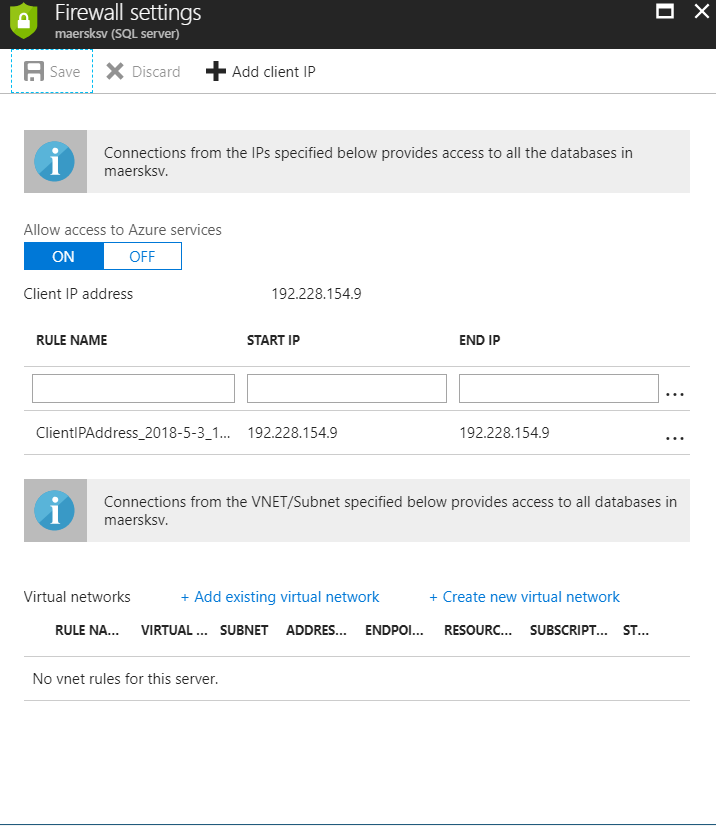 Firewall settings
maersksv (SQL server)
Save Discard Add client IP
Connections from the IPs specified below provides access to all the databases in
maersksv.
Allow access to Azure services
ON OFF
Client IP address 192.228.154.9
RULE NAME START IP END IP
...
ClientIPAddress_2018-5-3_1... 192.228.154.9 192.228.154.9 ...
Connections from the VNET/Subnet specified below provides access to all databases in
maersksv.
Virtual networks + Add existing virtual network + Create new virtual network
RULE NA... VIRTUAL ... SUBNET ADDRES... ENDPOI... RESOURC... SUBSCRIPT... ST...
No vnet rules for this server.